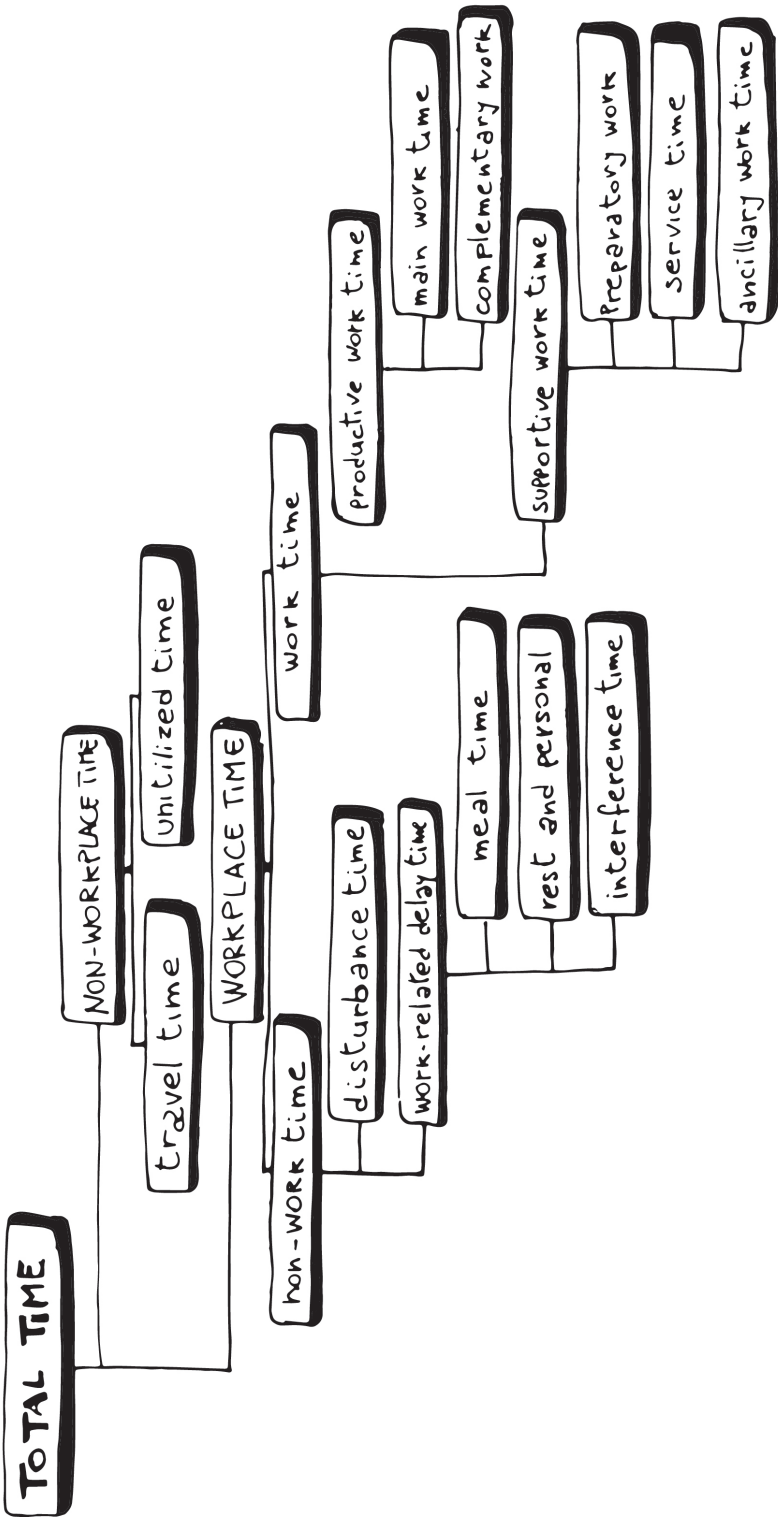 TOTAL TIME
NON-WORKPLACE TIME
travel time
unitilized time
WORKPLACE TIME
non-work time
disturbance time
work-related delay time
meal time
rest and personal
interference time
work time
productive work time
main work time
complementary work
supportive work time
Preparatory work
service time
ancillary work time